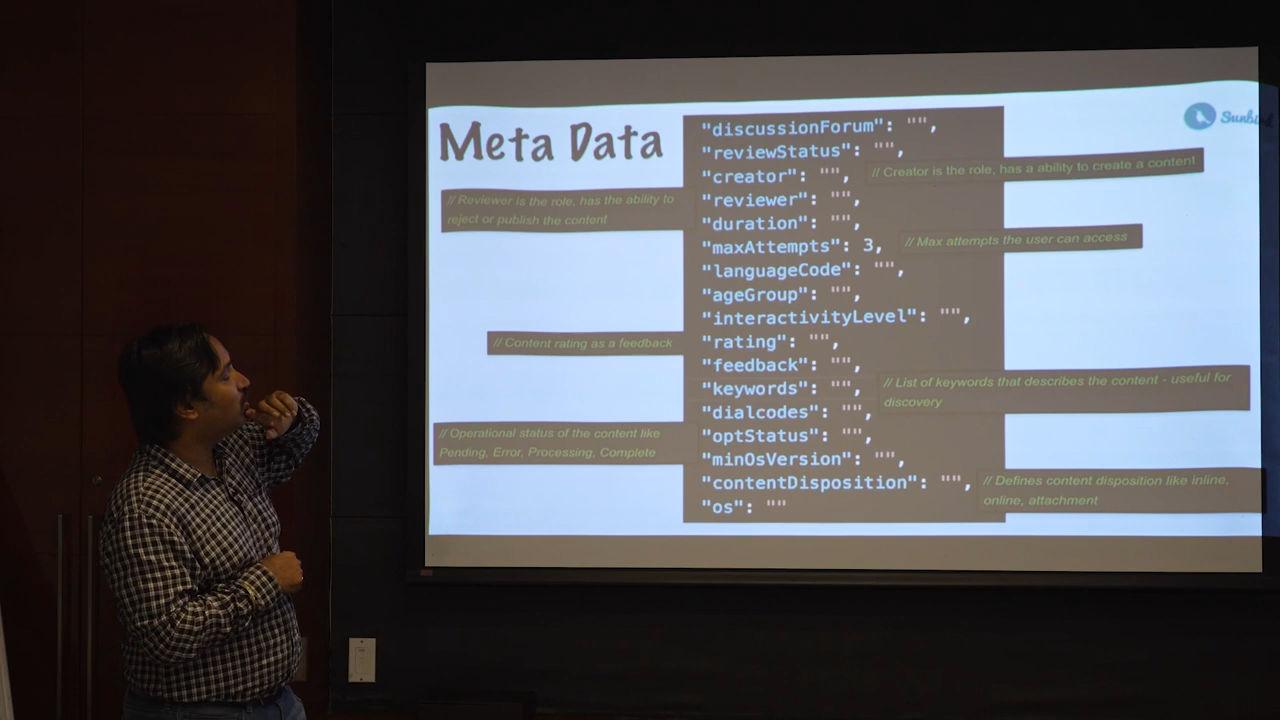 Meta Data
"discussionForum": "",
"reviewStatus": "",
"creator": "", // Creator is the role, has a ability to create a content
// Reviewer is the role, has the ability to
reject or publish the content
"reviewer": "",
"duration": "",
"maxAttempts": 3, // Max attempts the user can access
"languageCode": "",
"ageGroup": "",
"interactivityLevel": "",
// Content rating as a feedback
"rating": "",
"feedback": "",
"keywords": "", // List of keywords that describes the content - useful for
discovery
"dialcodes": "",
// Operational status of the content like
Pending, Error, Processing, Complete
"optStatus": "",
"minOsVersion": "",
"contentDisposition": "", // Defines content disposition like inline,
online, attachment
"os": ""
Sunbird